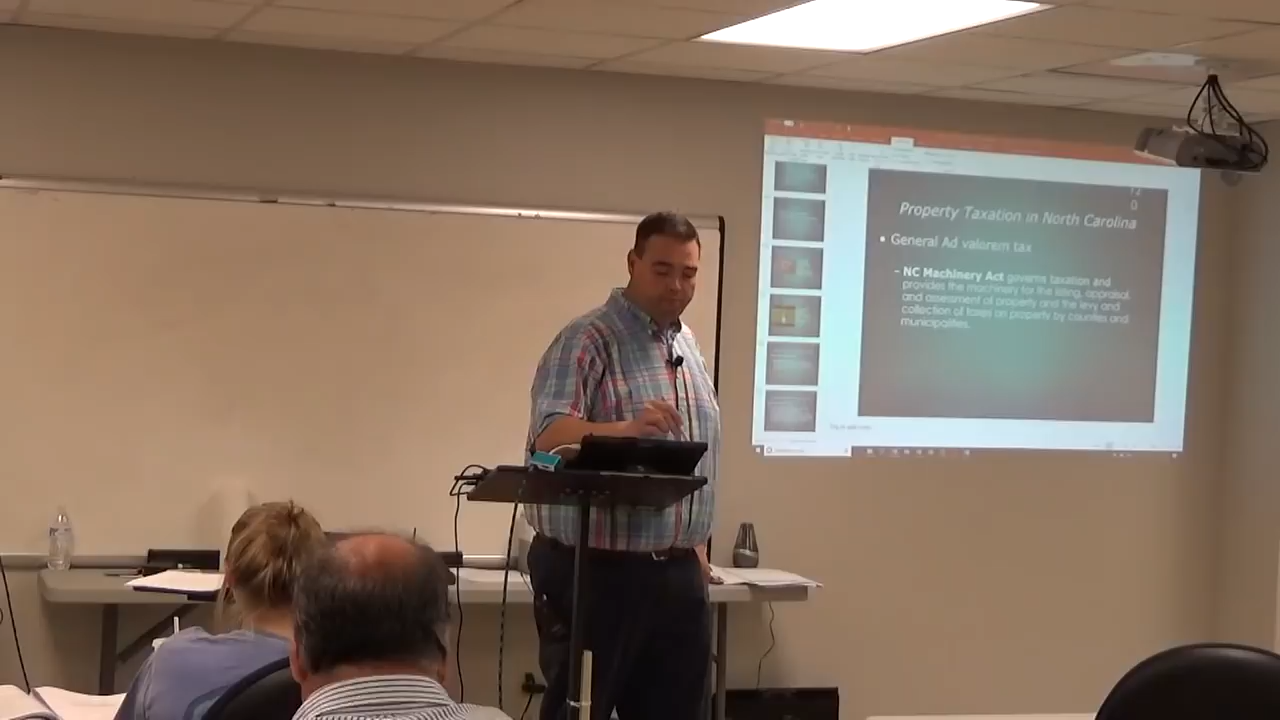 12
0
Property Taxation in North Carolina
• General Ad valorem tax
- NC Machinery Act governs taxation and
provides the machinery for the listing, appraisal,
and assessment of property and the levy and
collection of taxes on property by counties and
municipalities.